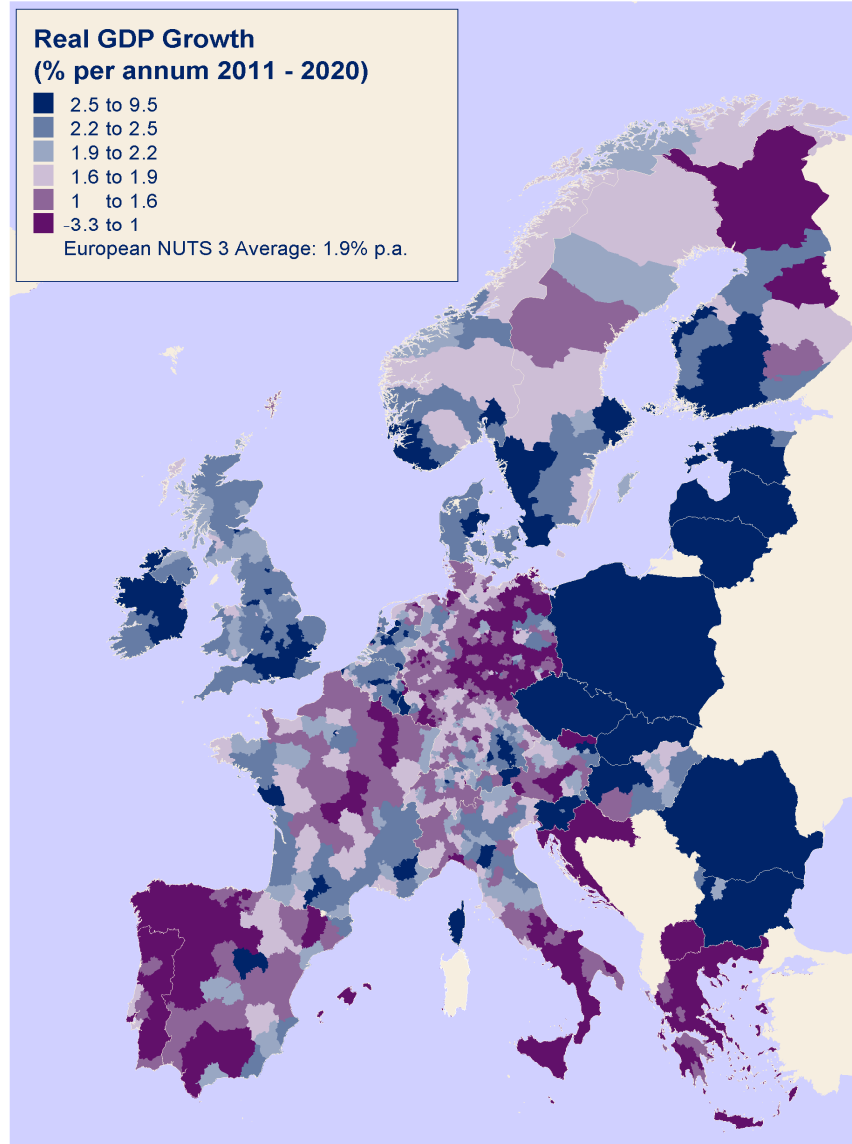 Real GDP Growth
(% per annum 2011 - 2020)
2.5 to 9.5
2.2 to 2.5
1.9 to 2.2
1.6 to 1.9
1 to 1.6
-3.3 to 1
European NUTS 3 Average: 1.9% p.a.